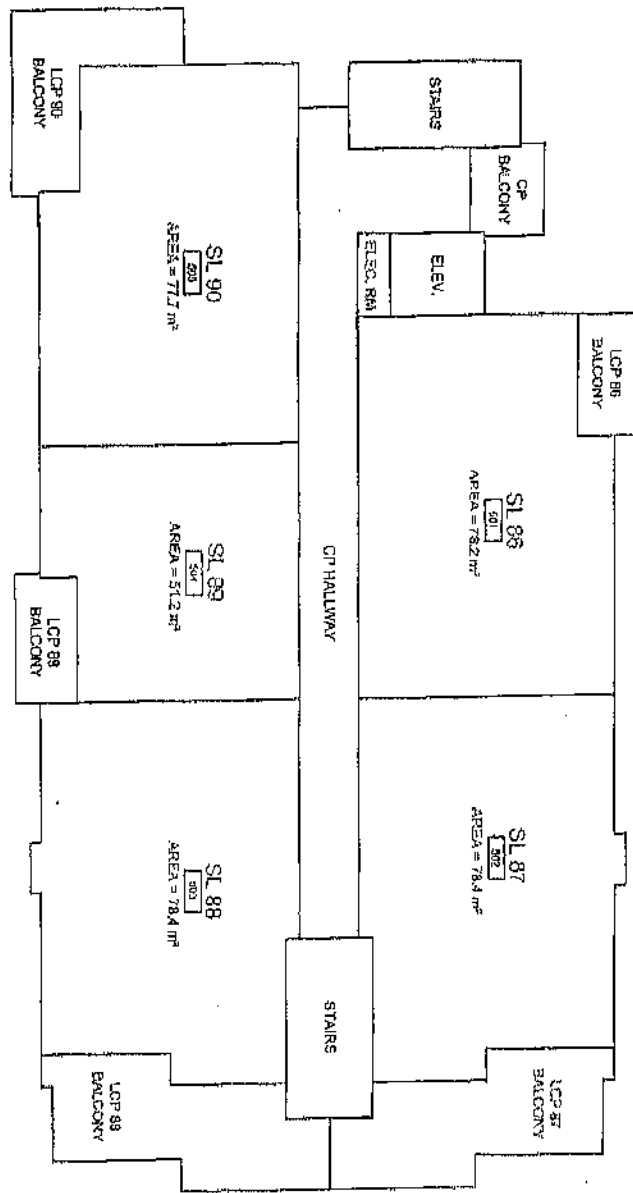 LCP 86
BALCONY
LCP 87
BALCONY
CP
BALCONY
SL 86
501
AREA = 78.2 m²
SL 87
502
AREA = 78.4 m²
STAIRS
ELEV.
ELEC. RM
CP HALLWAY
STAIRS
SL 90
505
AREA = 77.7 m²
SL 89
504
AREA = 51.2 m²
SL 88
503
AREA = 78.4 m²
LCP 90
BALCONY
LCP 89
BALCONY
LCP 88
BALCONY